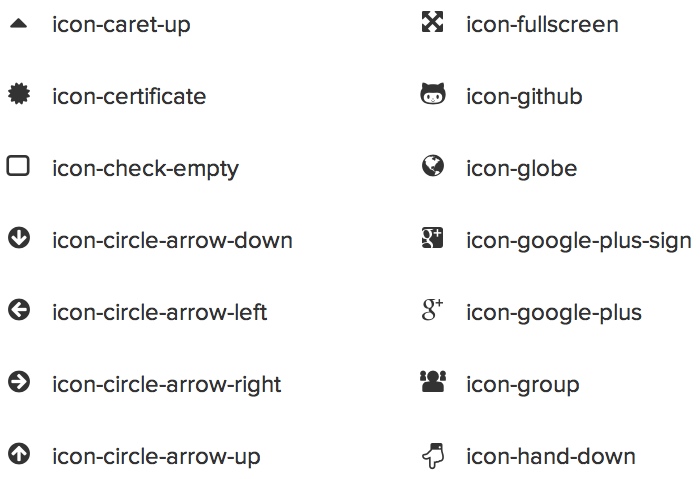 icon-caret-up
icon-certificate
icon-check-empty
icon-circle-arrow-down
icon-circle-arrow-left
icon-circle-arrow-right
icon-circle-arrow-up
icon-fullscreen
icon-github
icon-globe
g+ icon-google-plus-sign
g+ icon-google-plus
icon-group
icon-hand-down